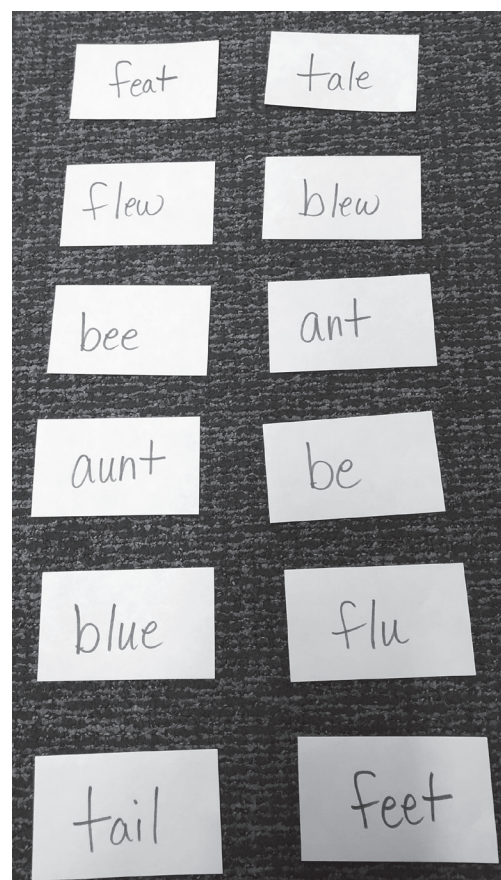 feat tale
flew blew
bee ant
aunt be
blue flu
tail feet